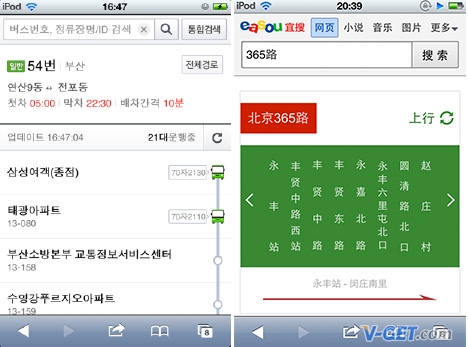 iPod 16:47
버스번호, 정류장명/ID 검색
통합검색
일반 54번 부산
전체경로
연산9동 ↔ 전포동
첫차 05:00 막차 22:30 배차간격 10분
업데이트 16:47:04 21대운행중
삼성여객(종점)
70자2130
태광아파트
13-080
70자2110
부산소방본부 교통정보서비스센터
13-158
수영강푸르지오아파트
13-159
8
iPod 20:39
easou 宜搜 网页 小说 音乐 图片 更多
365路
搜索
北京365路
上行
永丰站
丰贤中路西站
丰贤中路
丰贤东路
永嘉北路
永丰六里屯北口
圆清路北口
赵庄村
永丰站 - 闵庄南里
V-GET.com